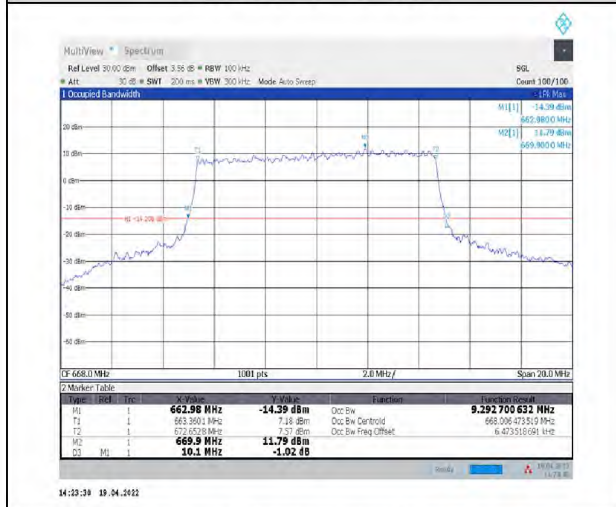 MultiView Spectrum
Ref Level 30.00 dBm Offset 3.56 dB RBW 100 kHz SGL
Att 30 dB SWT 200 ms VBW 300 kHz Mode Auto Sweep Count 100/100
1 Occupied Bandwidth 1Pk Max
M1[1] -14.39 dBm
662.9800 MHz
M2[1] 11.79 dBm
669.9000 MHz
20 dBm
10 dBm
0 dBm
-10 dBm
-20 dBm
-30 dBm
-40 dBm
-50 dBm
-60 dBm
CF 668.0 MHz 1001 pts 2.0 MHz/ Span 20.0 MHz
2 Marker Table
Type Ref Trc X-Value Y-Value Function Function Result
M1 1 662.98 MHz -14.39 dBm Occ Bw 9.292 700 632 MHz
T1 1 663.3601 MHz 7.18 dBm Occ Bw Centroid 668.006 473 519 MHz
T2 1 672.6528 MHz 7.57 dBm Occ Bw Freq Offset 6.473 518 691 kHz
M2 1 669.9 MHz 11.79 dBm
D3 M1 1 10.1 MHz -1.02 dB
Ready
14:23:30 19.04.2022